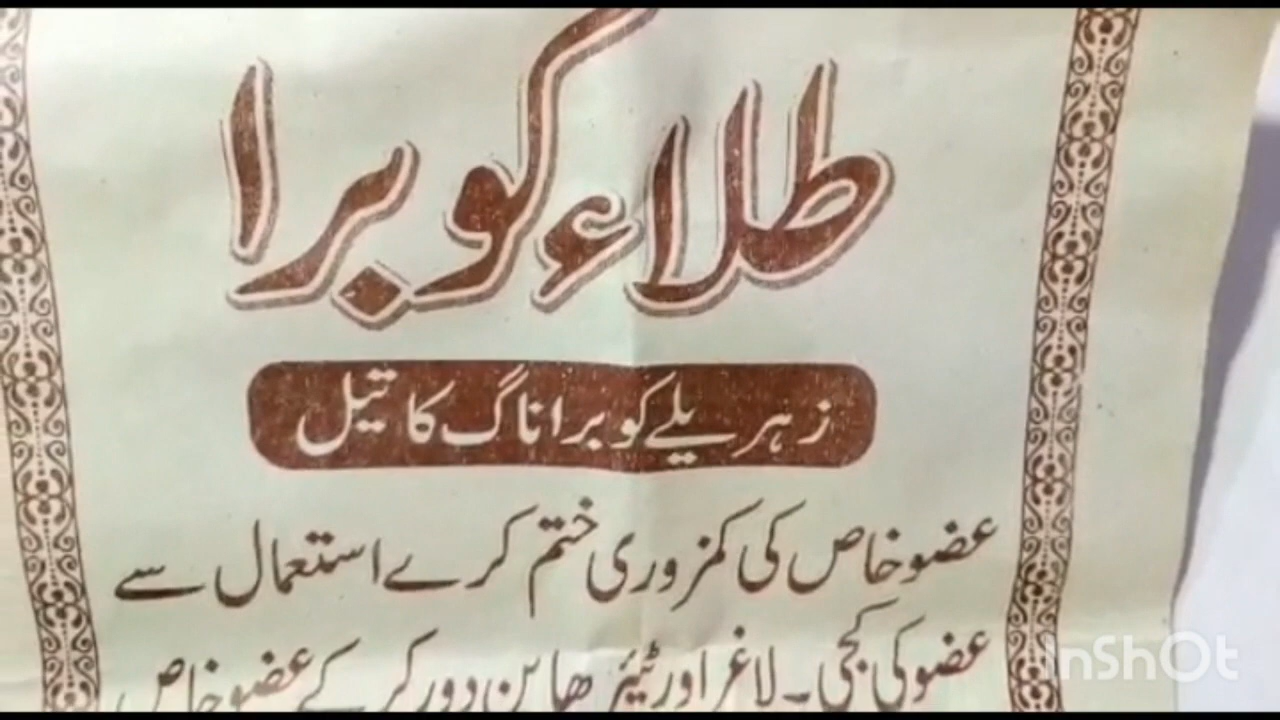 طلاء کوبرا
زہریلے کوبرا ناگ کا تیل
عضو خاص کی کمزوری ختم کرے استعمال سے
عضو کی کجی۔ لاغر اور ٹیڑھا پن دور کر کے عضو خاص
InShOt